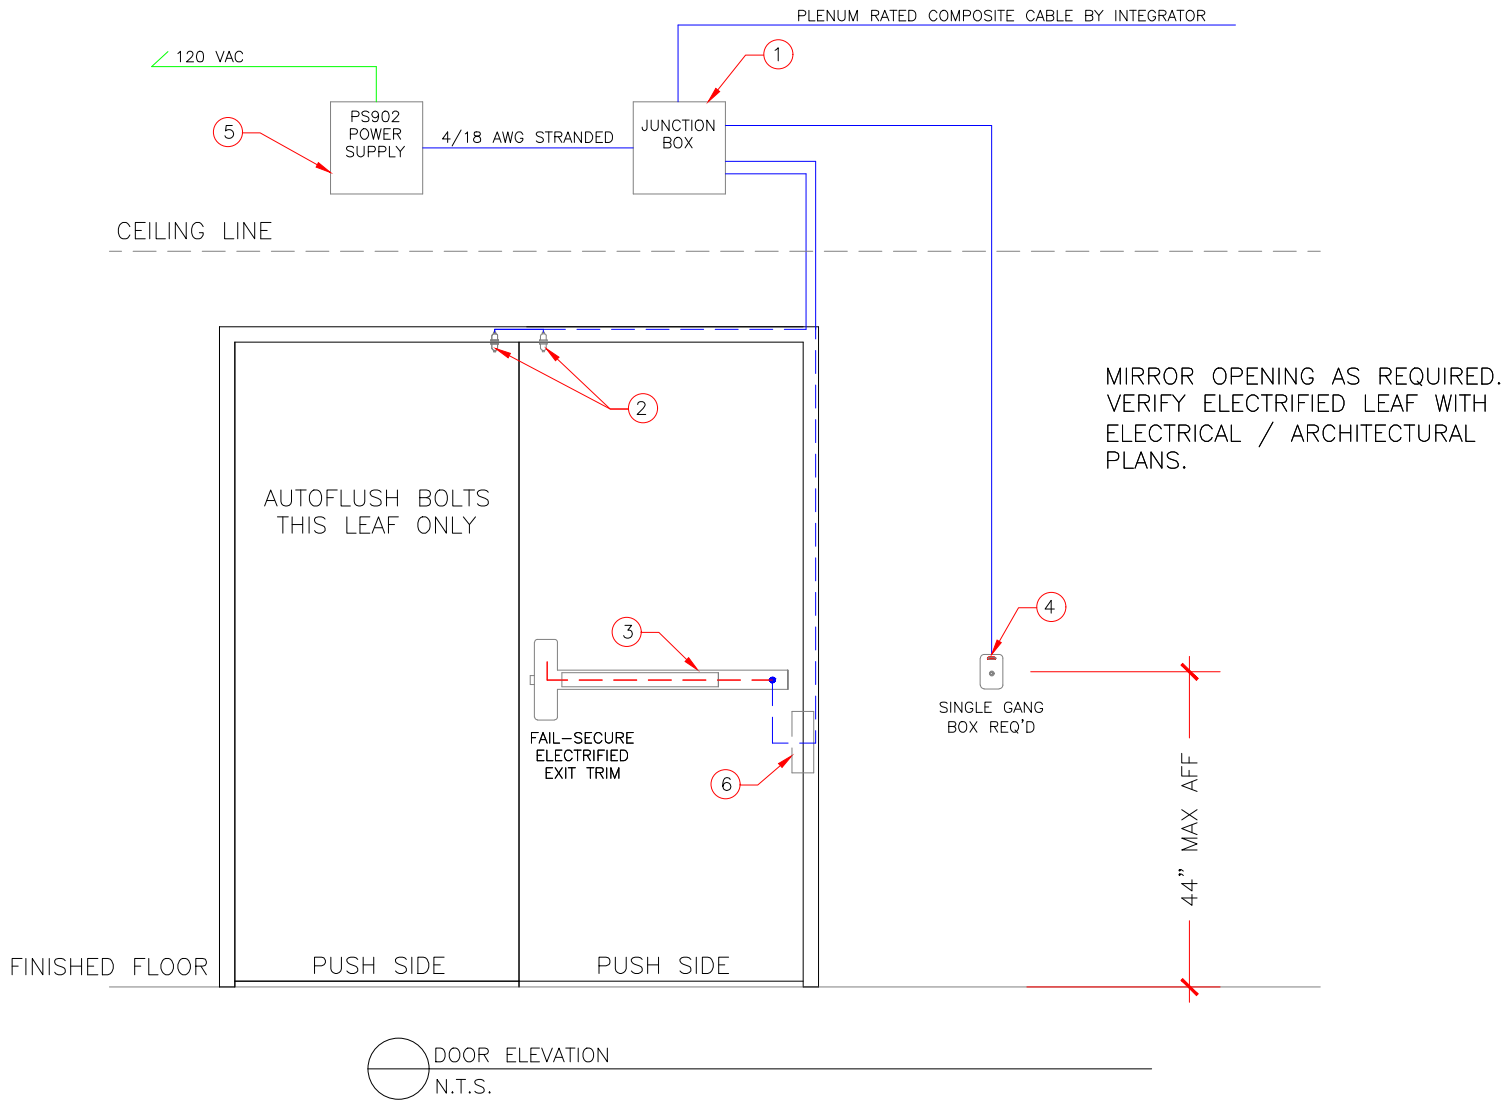 PLENUM RATED COMPOSITE CABLE BY INTEGRATOR
120 VAC
1
PS902
POWER
SUPPLY
5
4/18 AWG STRANDED
JUNCTION
BOX
CEILING LINE
2
MIRROR OPENING AS REQUIRED.
VERIFY ELECTRIFIED LEAF WITH
ELECTRICAL / ARCHITECTURAL
PLANS.
AUTOFLUSH BOLTS
THIS LEAF ONLY
3
4
SINGLE GANG
BOX REQ'D
FAIL-SECURE
ELECTRIFIED
EXIT TRIM
6
44" MAX AFF
FINISHED FLOOR
PUSH SIDE
PUSH SIDE
DOOR ELEVATION
N.T.S.